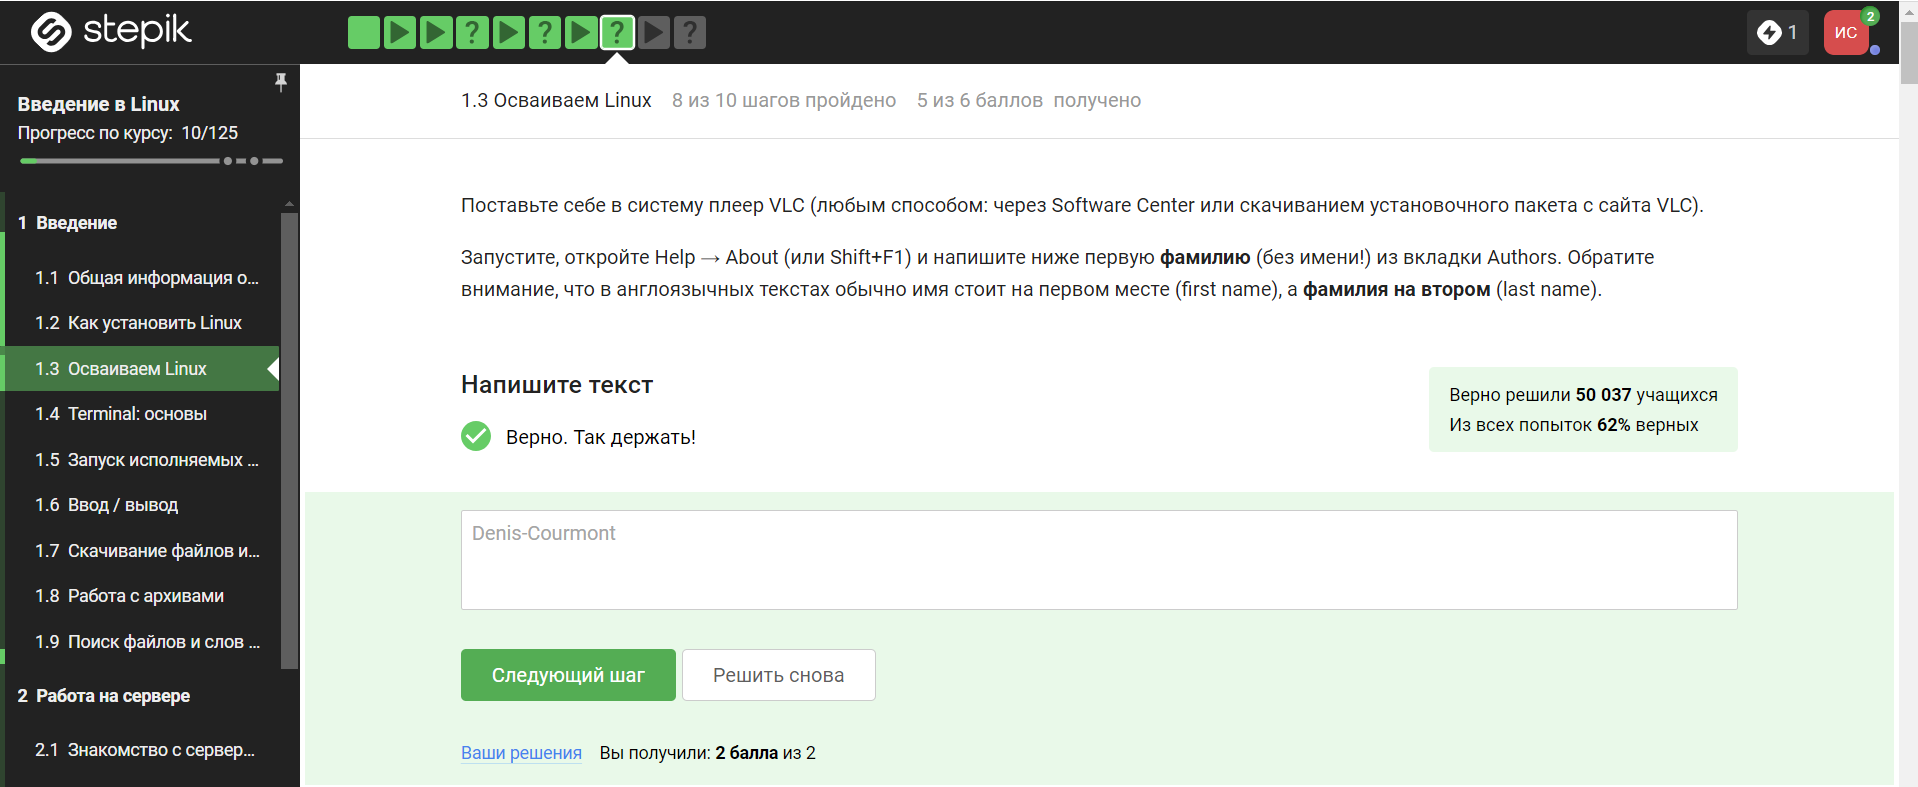 stepik
? ? ? ?
1
ИС
2
Введение в Linux
Прогресс по курсу: 10/125
1 Введение
1.1 Общая информация о...
1.2 Как установить Linux
1.3 Осваиваем Linux
1.4 Terminal: основы
1.5 Запуск исполняемых ...
1.6 Ввод / вывод
1.7 Скачивание файлов и...
1.8 Работа с архивами
1.9 Поиск файлов и слов ...
2 Работа на сервере
2.1 Знакомство с сервер...
1.3 Осваиваем Linux 8 из 10 шагов пройдено 5 из 6 баллов получено
Поставьте себе в систему плеер VLC (любым способом: через Software Center или скачиванием установочного пакета с сайта VLC).
Запустите, откройте Help → About (или Shift+F1) и напишите ниже первую фамилию (без имени!) из вкладки Authors. Обратите
внимание, что в англоязычных текстах обычно имя стоит на первом месте (first name), а фамилия на втором (last name).
Напишите текст
Верно. Так держать!
Верно решили 50 037 учащихся
Из всех попыток 62% верных
Denis-Courmont
Следующий шаг
Решить снова
Ваши решения Вы получили: 2 балла из 2